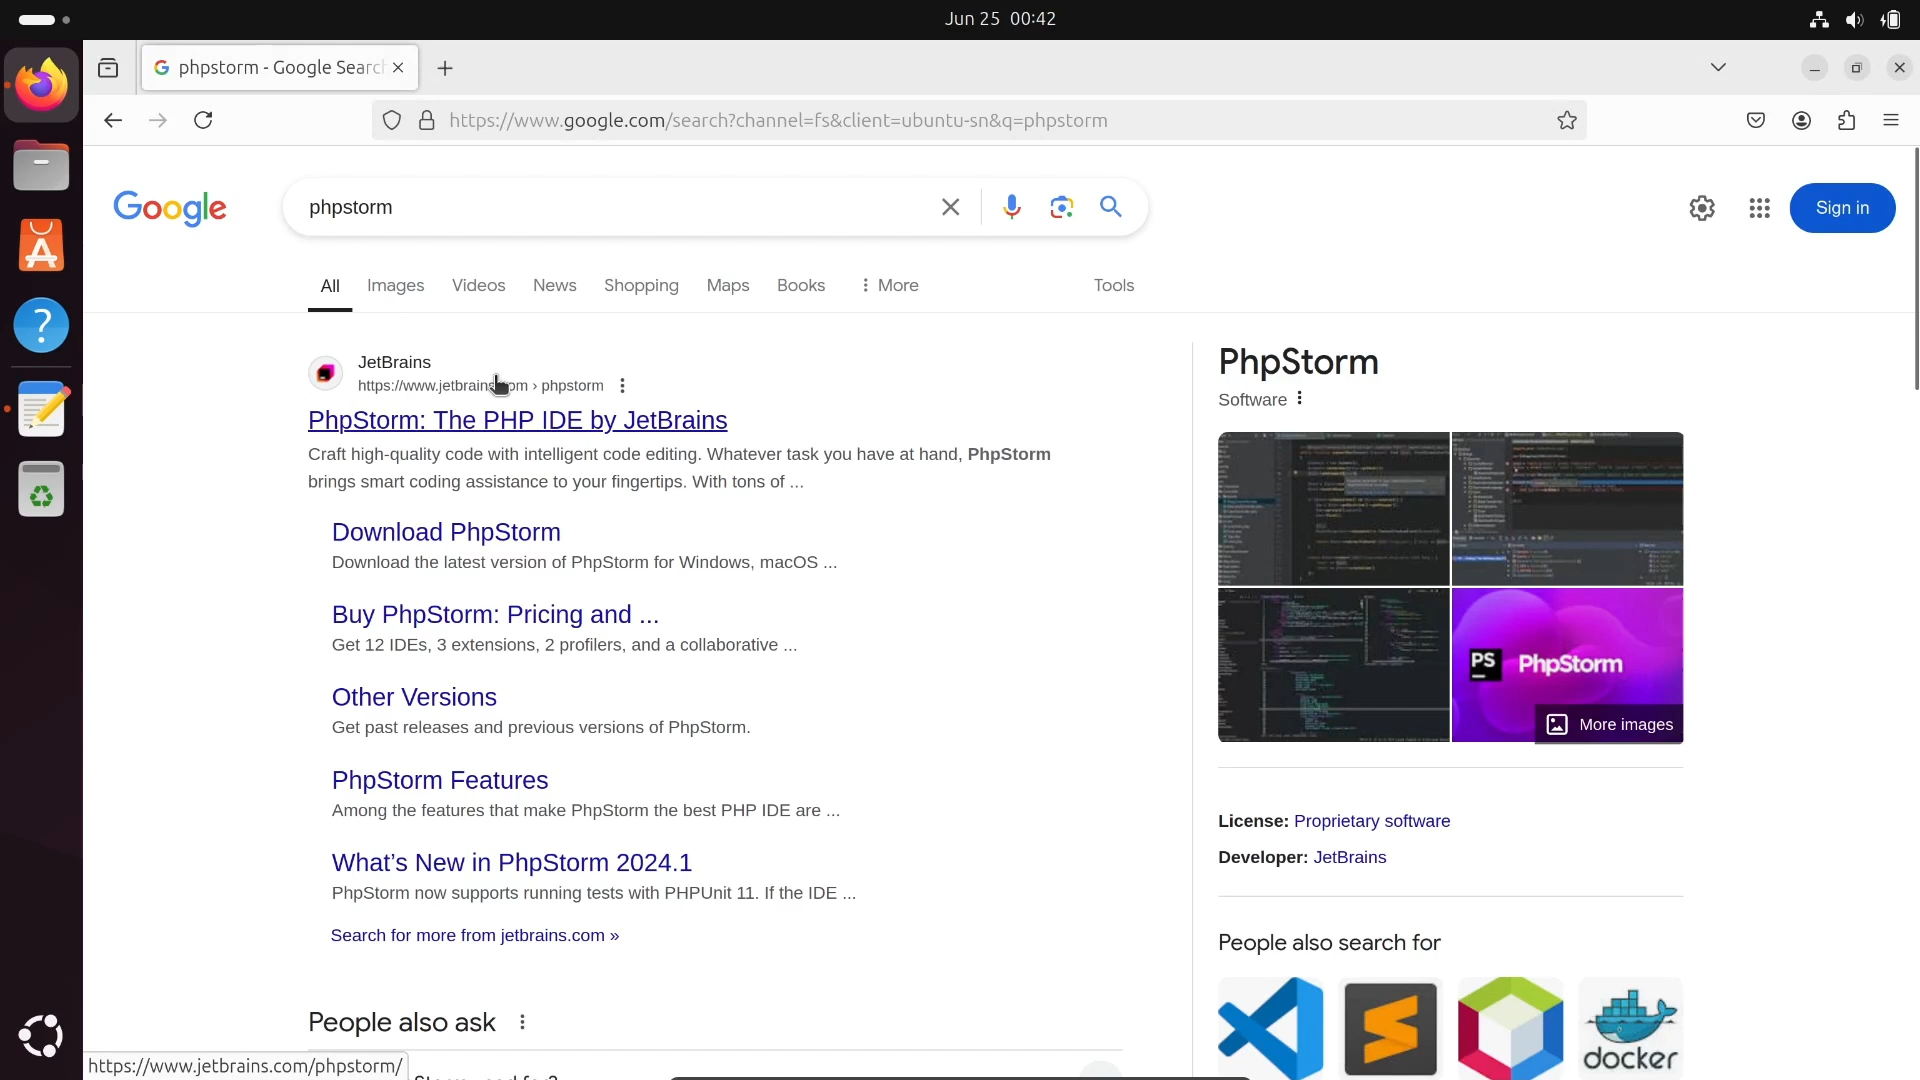 Jun 25 00:42
phpstorm - Google Search
https://www.google.com/search?channel=fs&client=ubuntu-sn&q=phpstorm
Google
phpstorm
Sign in
All
Images
Videos
News
Shopping
Maps
Books
More
Tools
JetBrains
https://www.jetbrains.com › phpstorm
PhpStorm: The PHP IDE by JetBrains
Craft high-quality code with intelligent code editing. Whatever task you have at hand, PhpStorm
brings smart coding assistance to your fingertips. With tons of ...
Download PhpStorm
Download the latest version of PhpStorm for Windows, macOS ...
Buy PhpStorm: Pricing and ...
Get 12 IDEs, 3 extensions, 2 profilers, and a collaborative ...
Other Versions
Get past releases and previous versions of PhpStorm.
PhpStorm Features
Among the features that make PhpStorm the best PHP IDE are ...
What's New in PhpStorm 2024.1
PhpStorm now supports running tests with PHPUnit 11. If the IDE ...
Search for more from jetbrains.com »
People also ask
https://www.jetbrains.com/phpstorm/
PhpStorm
Software
PS PhpStorm
More images
License: Proprietary software
Developer: JetBrains
People also search for
docker